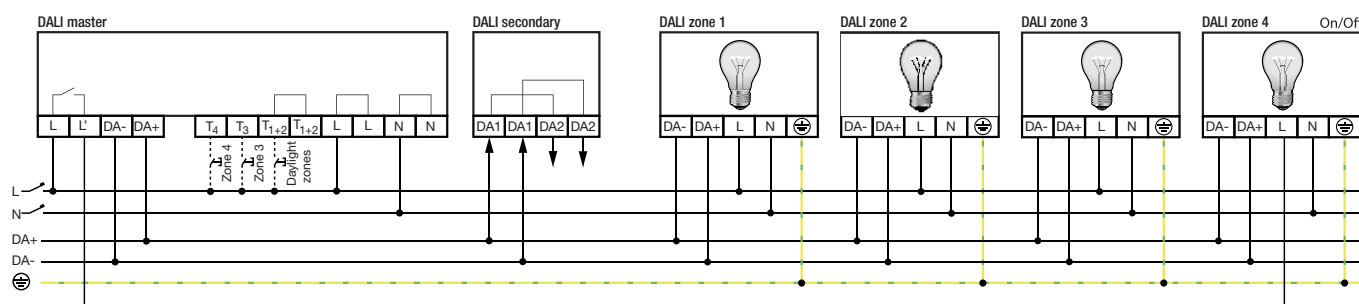 DALI master
DALI secondary
DALI zone 1
DALI zone 2
DALI zone 3
DALI zone 4
On/Off
L L' DA- DA+ T4 T3 T1+2 T1+2 L L N N
DA1 DA1 DA2 DA2
DA- DA+ L N
DA- DA+ L N
DA- DA+ L N
DA- DA+ L N
Zone 4
Zone 3
Daylight
zones
L
N
DA+
DA-